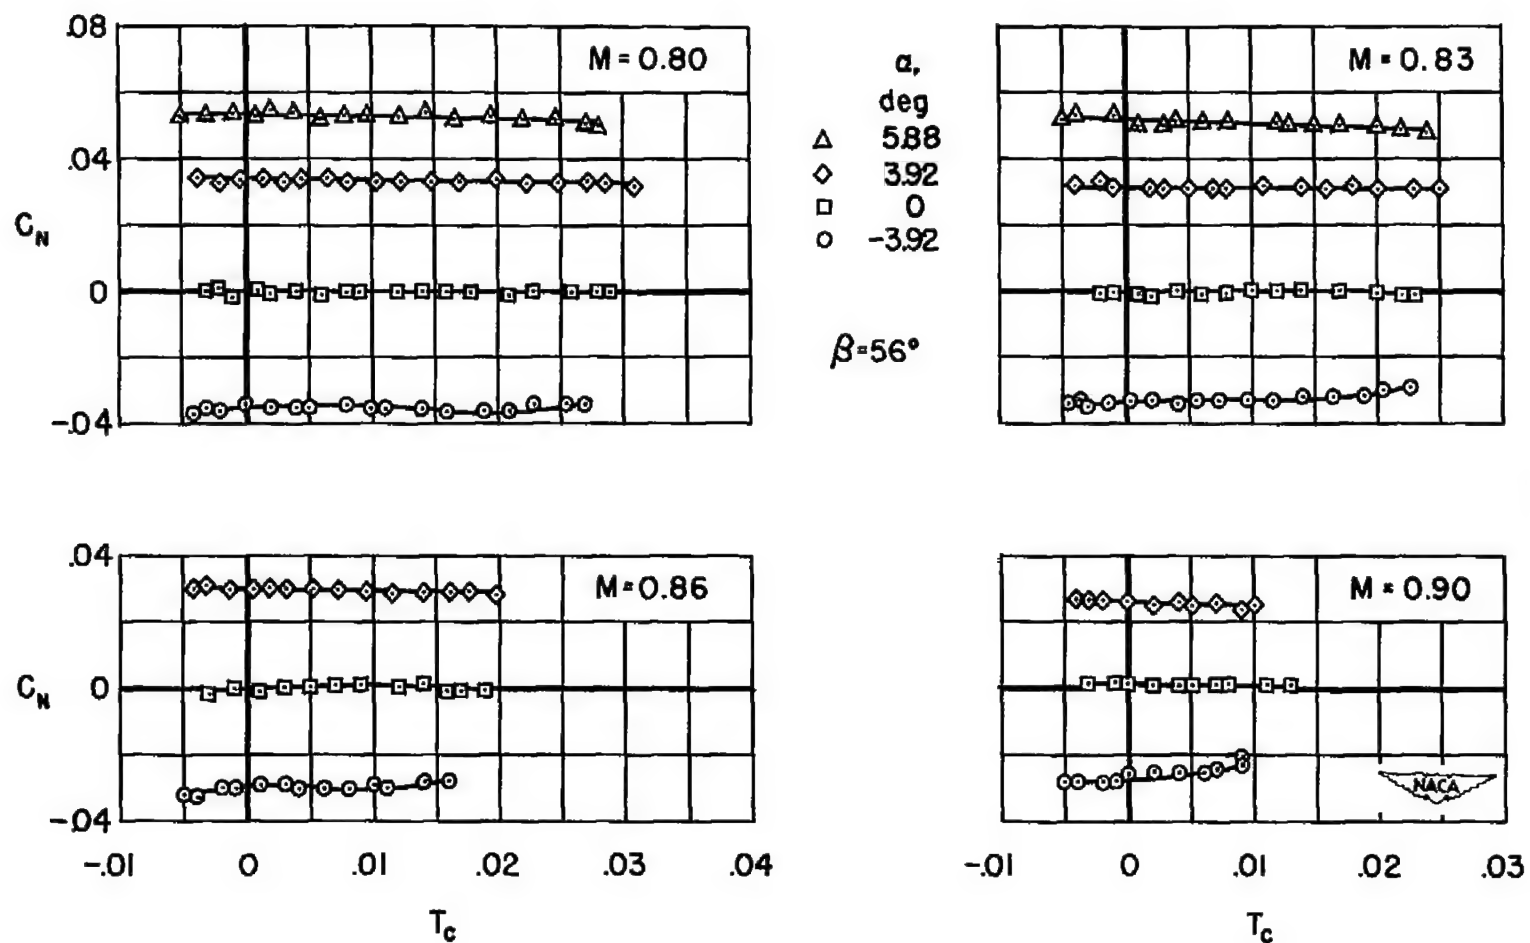 .08
M = 0.80
.04
C_N
0
-.04
α,
deg
5.88
3.92
0
-3.92
β=56°
M = 0.83
.04
M = 0.86
C_N
0
-.04
-.01 0 .01 .02 .03 .04
T_c
M = 0.90
NACA
-.01 0 .01 .02 .03
T_c